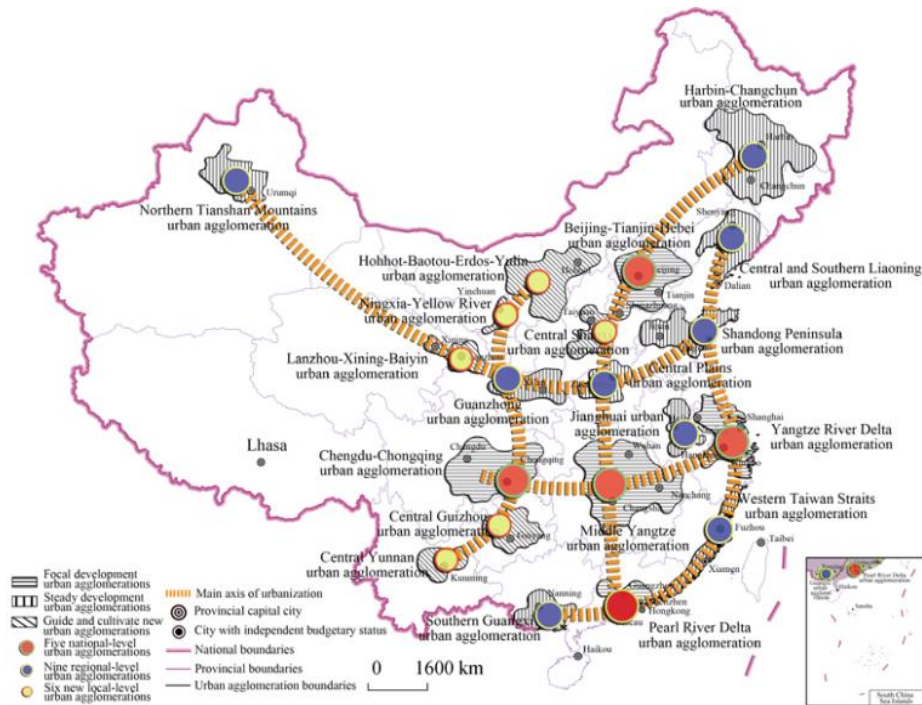 Harbin-Changchun
urban agglomeration
Harbin
Changchun
Shenyang
Urumqi
Northern Tianshan Mountains
urban agglomeration
Beijing-Tianjin-Hebei
urban agglomeration
Beijing
Hohhot-Baotou-Erdos-Yulin
urban agglomeration
Central and Southern Liaoning
urban agglomeration
Dalian
Tianjin
Yinchuan
Ningxia-Yellow River
urban agglomeration
Taiyuan
Central
urban agglomeration
Shandong Peninsula
urban agglomeration
Xining
Lanzhou-Xining-Baiyin
urban agglomeration
Central Plains
urban agglomeration
Guanzhong
urban agglomeration
Jianghuai urban
agglomeration
Shanghai
Yangtze River Delta
urban agglomeration
Lhasa
Chengdu
Chongqing
Chengdu-Chongqing
urban agglomeration
Wuhan
Nanchang
Changsha
Western Taiwan Straits
urban agglomeration
Fuzhou
Taibei
Central Guizhou
urban agglomeration
Middle Yangtze
urban agglomeration
Xiamen
Central Yunnan
urban agglomeration
Kunming
Nanning
Southern Guangxi
urban agglomeration
Hongkong
Pearl River Delta
urban agglomeration
Haikou
Focal development
urban agglomerations
Steady development
urban agglomerations
Guide and cultivate new
urban agglomerations
Five national-level
urban agglomerations
Nine regional-level
urban agglomerations
Six new local-level
urban agglomerations
Main axis of urbanization
Provincial capital city
City with independent budgetary status
National boundaries
Provincial boundaries
Urban agglomeration boundaries
0 1600 km
Pearl River Delta
urban agglomeration
Haikou
South China
Sea Islands